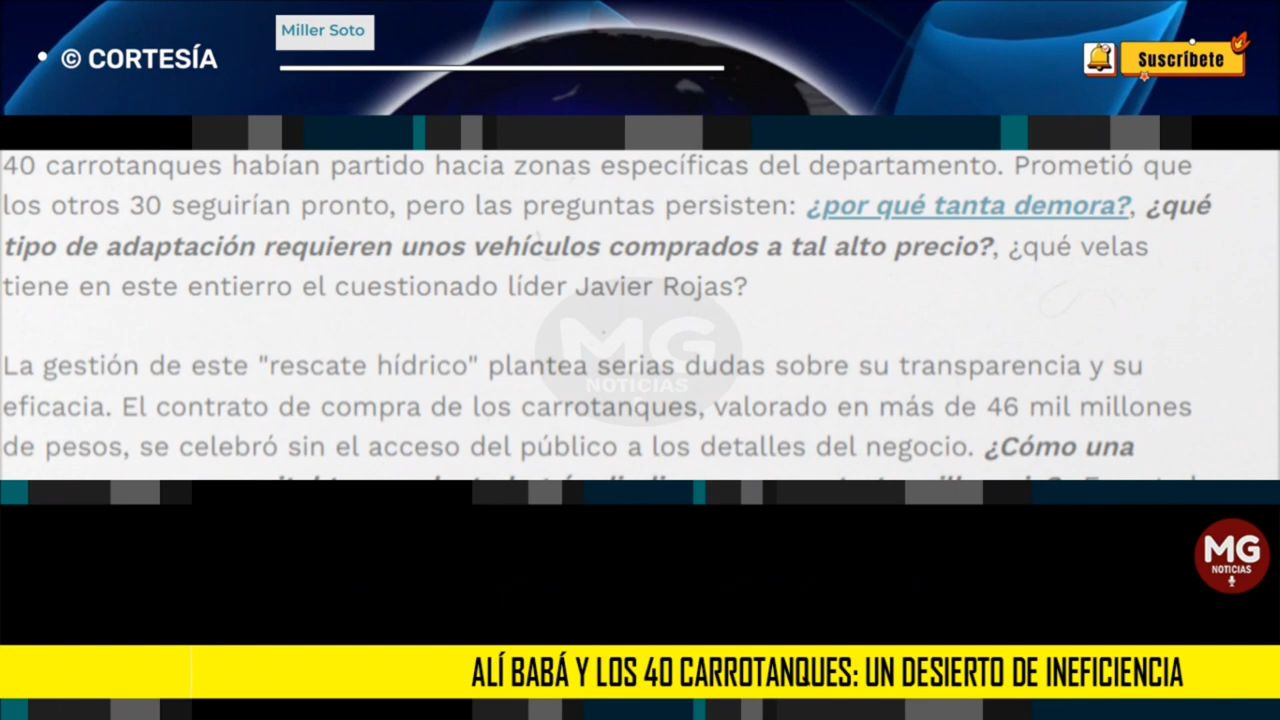 Miller Soto
© CORTESÍA
Suscríbete
40 carrotanques habían partido hacia zonas específicas del departamento. Prometió que
los otros 30 seguirían pronto, pero las preguntas persisten: ¿por qué tanta demora?, ¿qué
tipo de adaptación requieren unos vehículos comprados a tal alto precio?, ¿qué velas
tiene en este entierro el cuestionado líder Javier Rojas?
La gestión de este "rescate hídrico" plantea serias dudas sobre su transparencia y su
eficacia. El contrato de compra de los carrotanques, valorado en más de 46 mil millones
de pesos, se celebró sin el acceso del público a los detalles del negocio. ¿Cómo una
MG
NOTICIAS
MG
NOTICIAS
ALÍ BABÁ Y LOS 40 CARROTANQUES: UN DESIERTO DE INEFICIENCIA